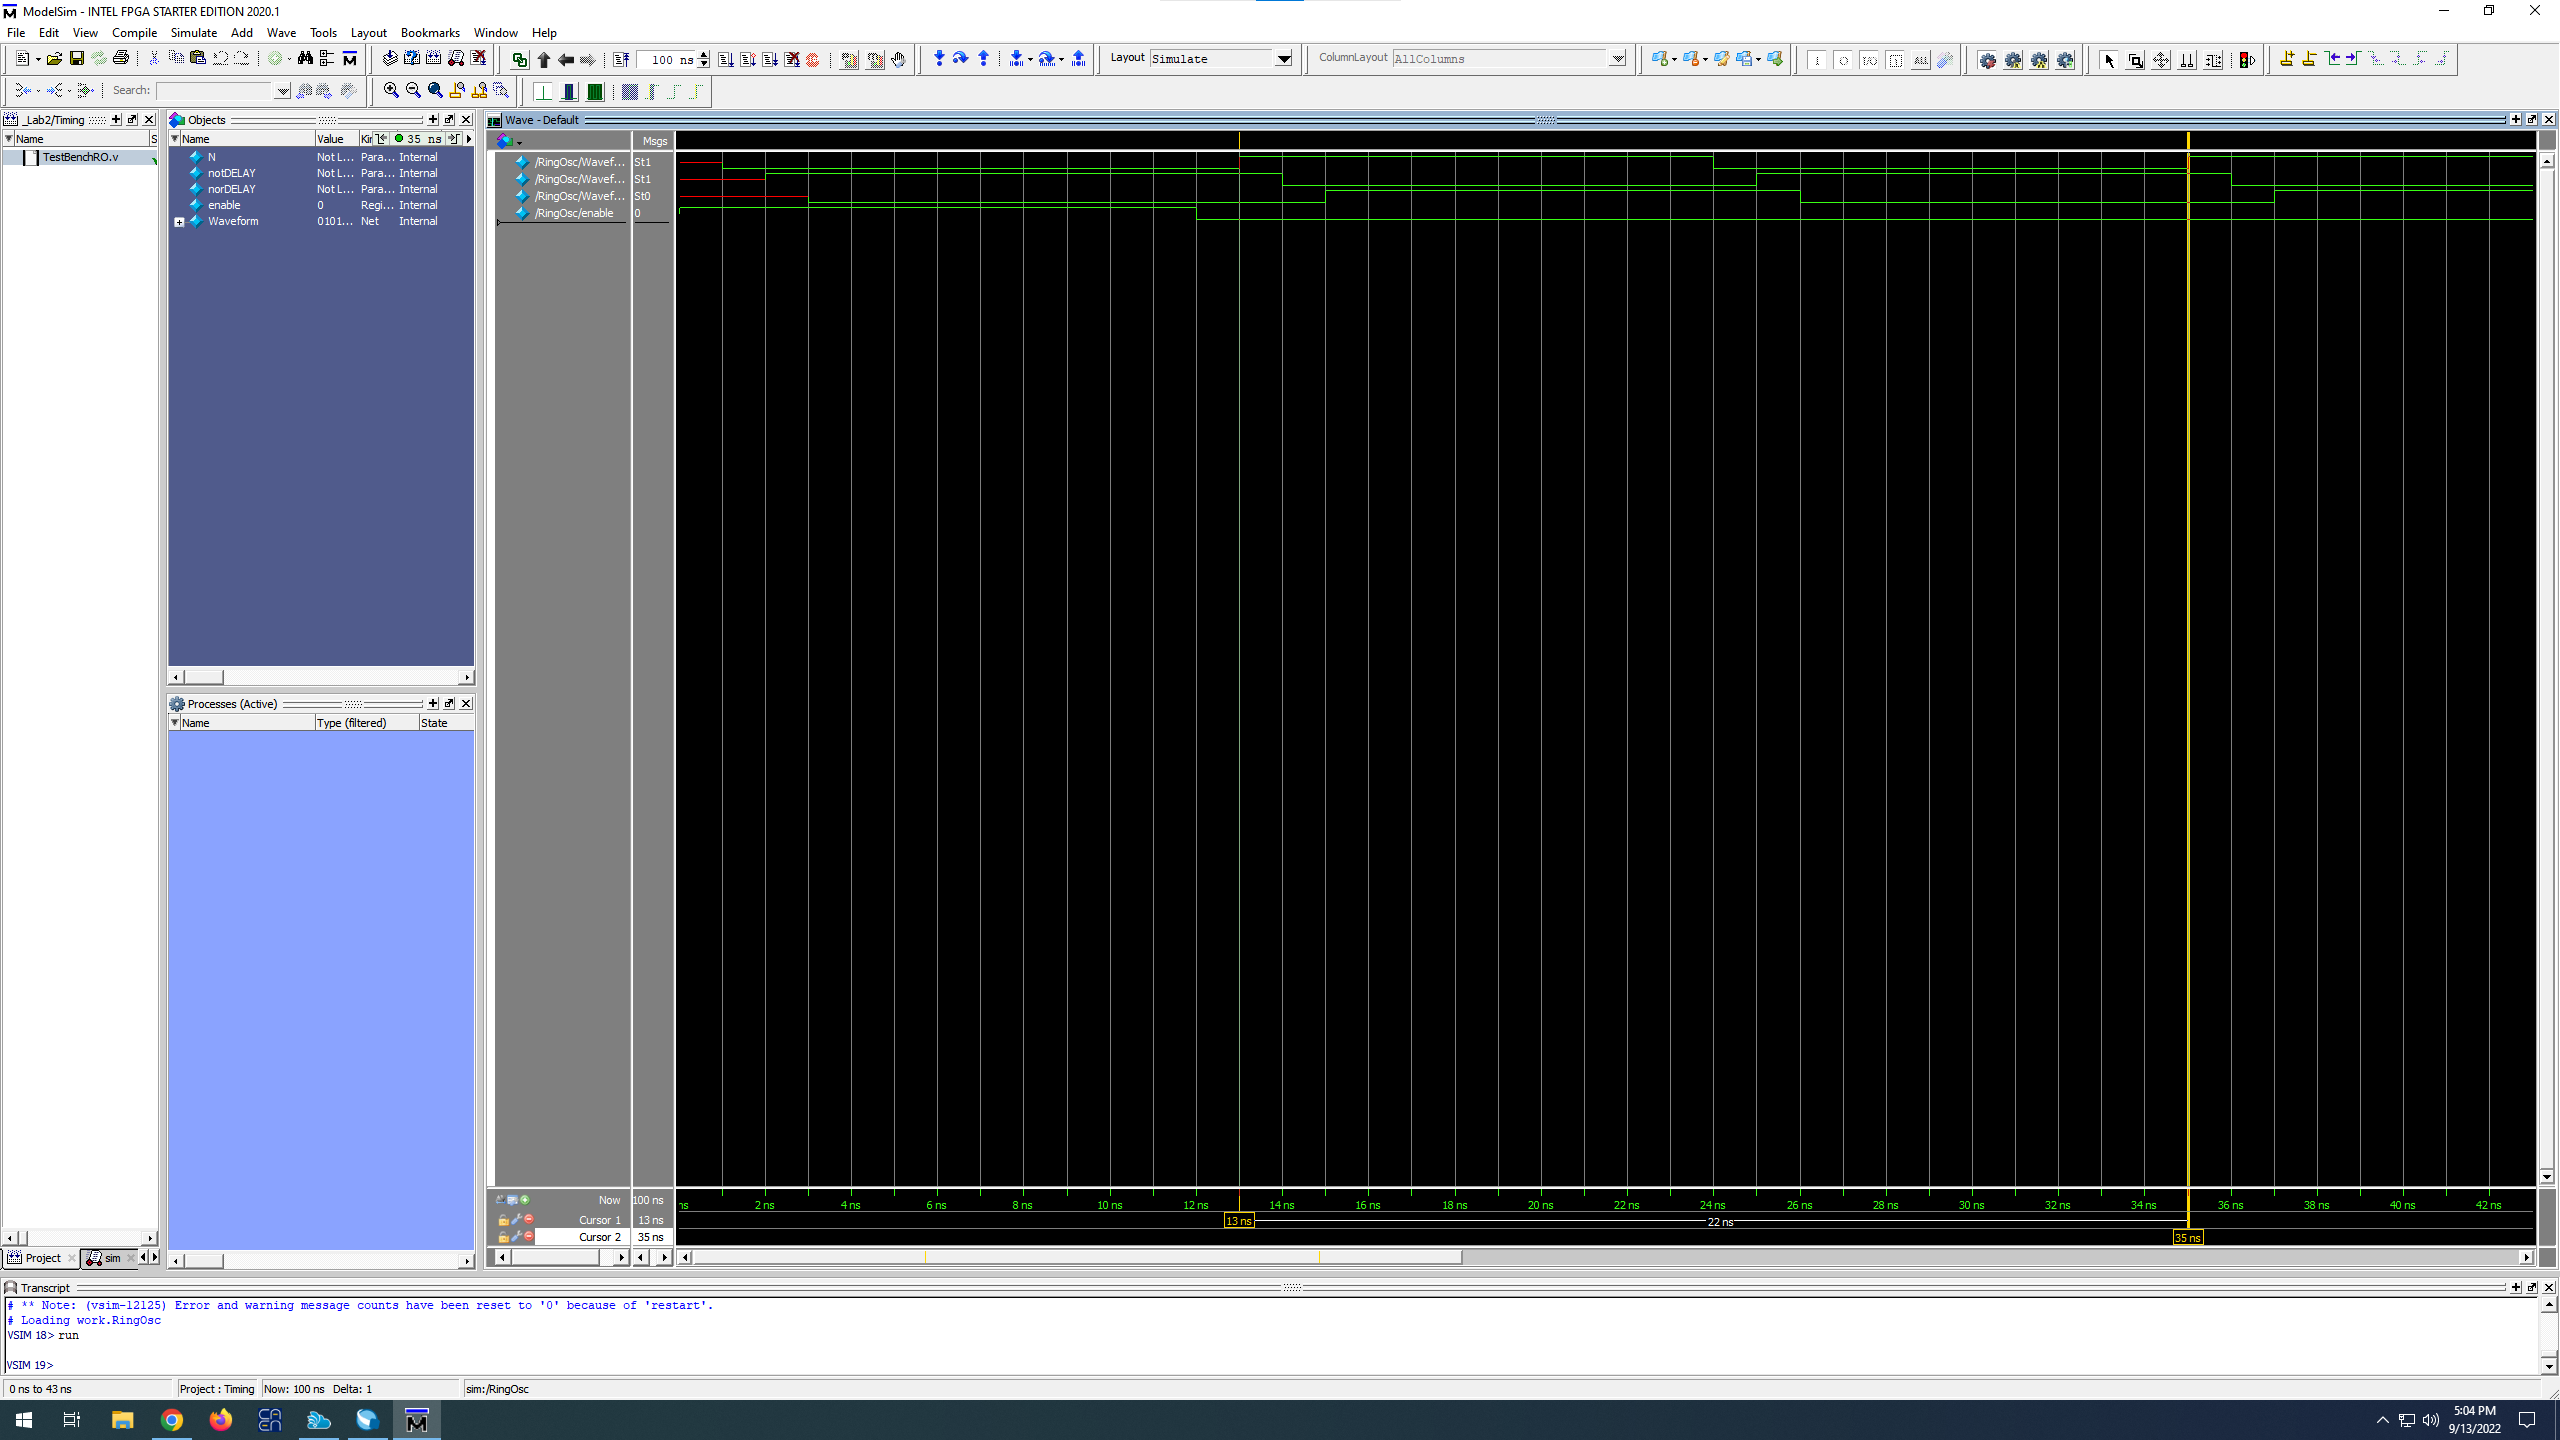 ModelSim - INTEL FPGA STARTER EDITION 2020.1
File Edit View Compile Simulate Add Wave Tools Layout Bookmarks Window Help
100 ns
Layout Simulate
ColumnLayout AllColumns
Search:
_Lab2/Timing
Name S
TestBenchRO.v
Project sim
Objects
Name Value Kir 35 ns
N Not L... Para... Internal
notDELAY Not L... Para... Internal
norDELAY Not L... Para... Internal
enable 0 Regi... Internal
Waveform 0101... Net Internal
Processes (Active)
Name Type (filtered) State
Wave - Default
Msgs
/RingOsc/Wavef... St1
/RingOsc/Wavef... St1
/RingOsc/Wavef... St0
/RingOsc/enable 0
Now 100 ns
ns 2 ns 4 ns 6 ns 8 ns 10 ns 12 ns 14 ns 16 ns 18 ns 20 ns 22 ns 24 ns 26 ns 28 ns 30 ns 32 ns 34 ns 36 ns 38 ns 40 ns 42 ns
Cursor 1 13 ns 13 ns 22 ns
Cursor 2 35 ns 35 ns
Transcript
# ** Note: (vsim-12125) Error and warning message counts have been reset to '0' because of 'restart'.
# Loading work.RingOsc
VSIM 18> run
VSIM 19>
0 ns to 43 ns Project : Timing Now: 100 ns Delta: 1 sim:/RingOsc
CAEN
M
5:04 PM
9/13/2022